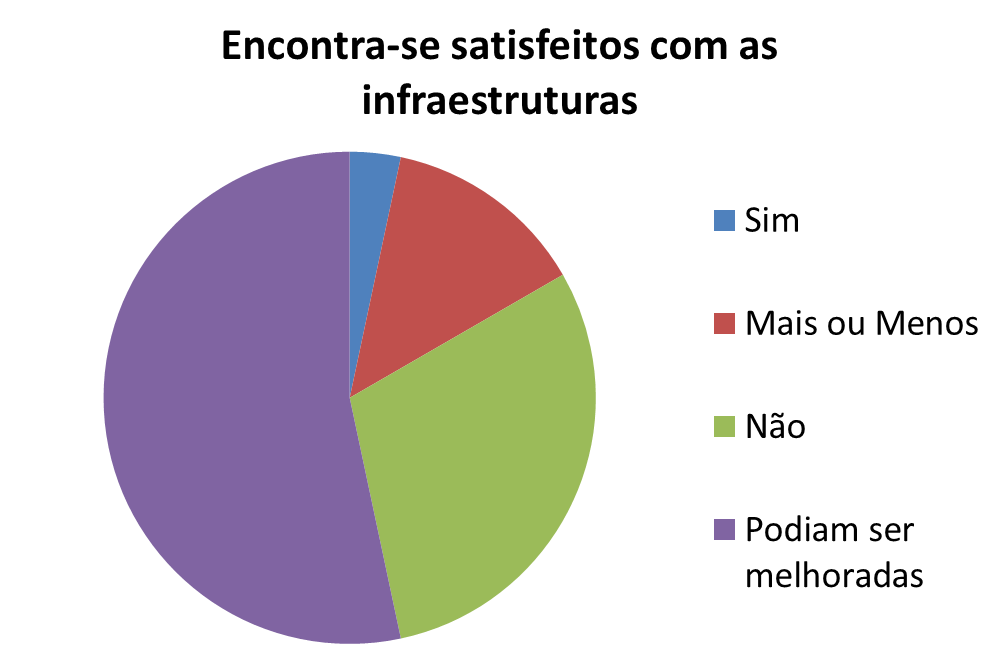 Encontra-se satisfeitos com as
infraestruturas
Sim
Mais ou Menos
Não
Podiam ser
melhoradas